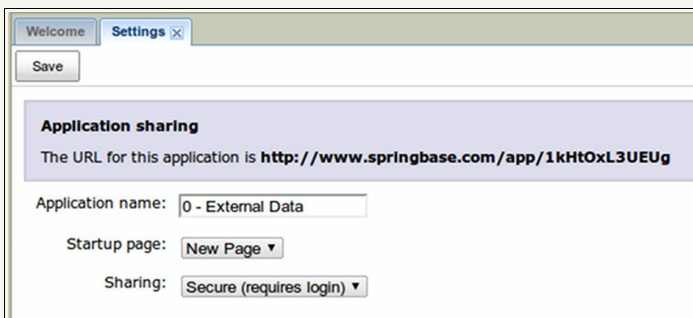 Welcome Settings
Save
Application sharing
The URL for this application is http://www.springbase.com/app/1kHtOxL3UEUg
Application name: 0 - External Data
Startup page: New Page
Sharing: Secure (requires login)